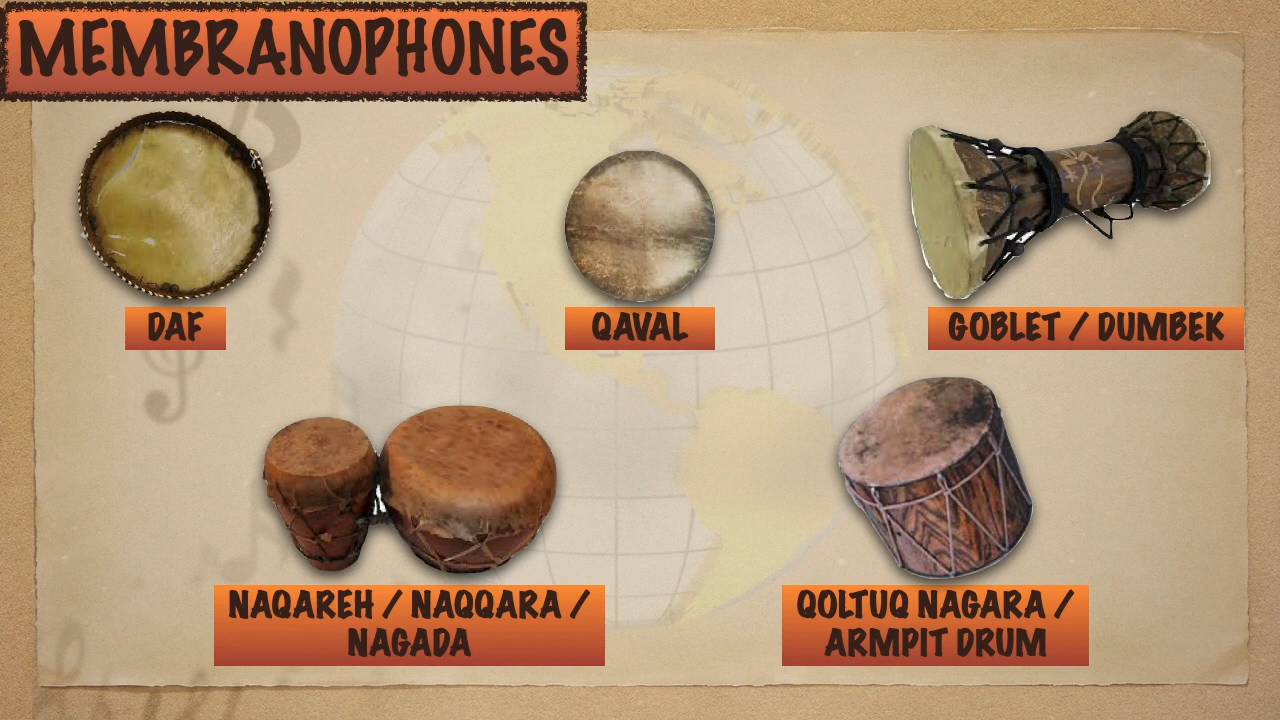 MEMBRANOPHONES
DAF
QAVAL
GOBLET / DUMBEK
NAQAREH / NAQQARA /
NAGADA
QOLTUQ NAGARA /
ARMPIT DRUM